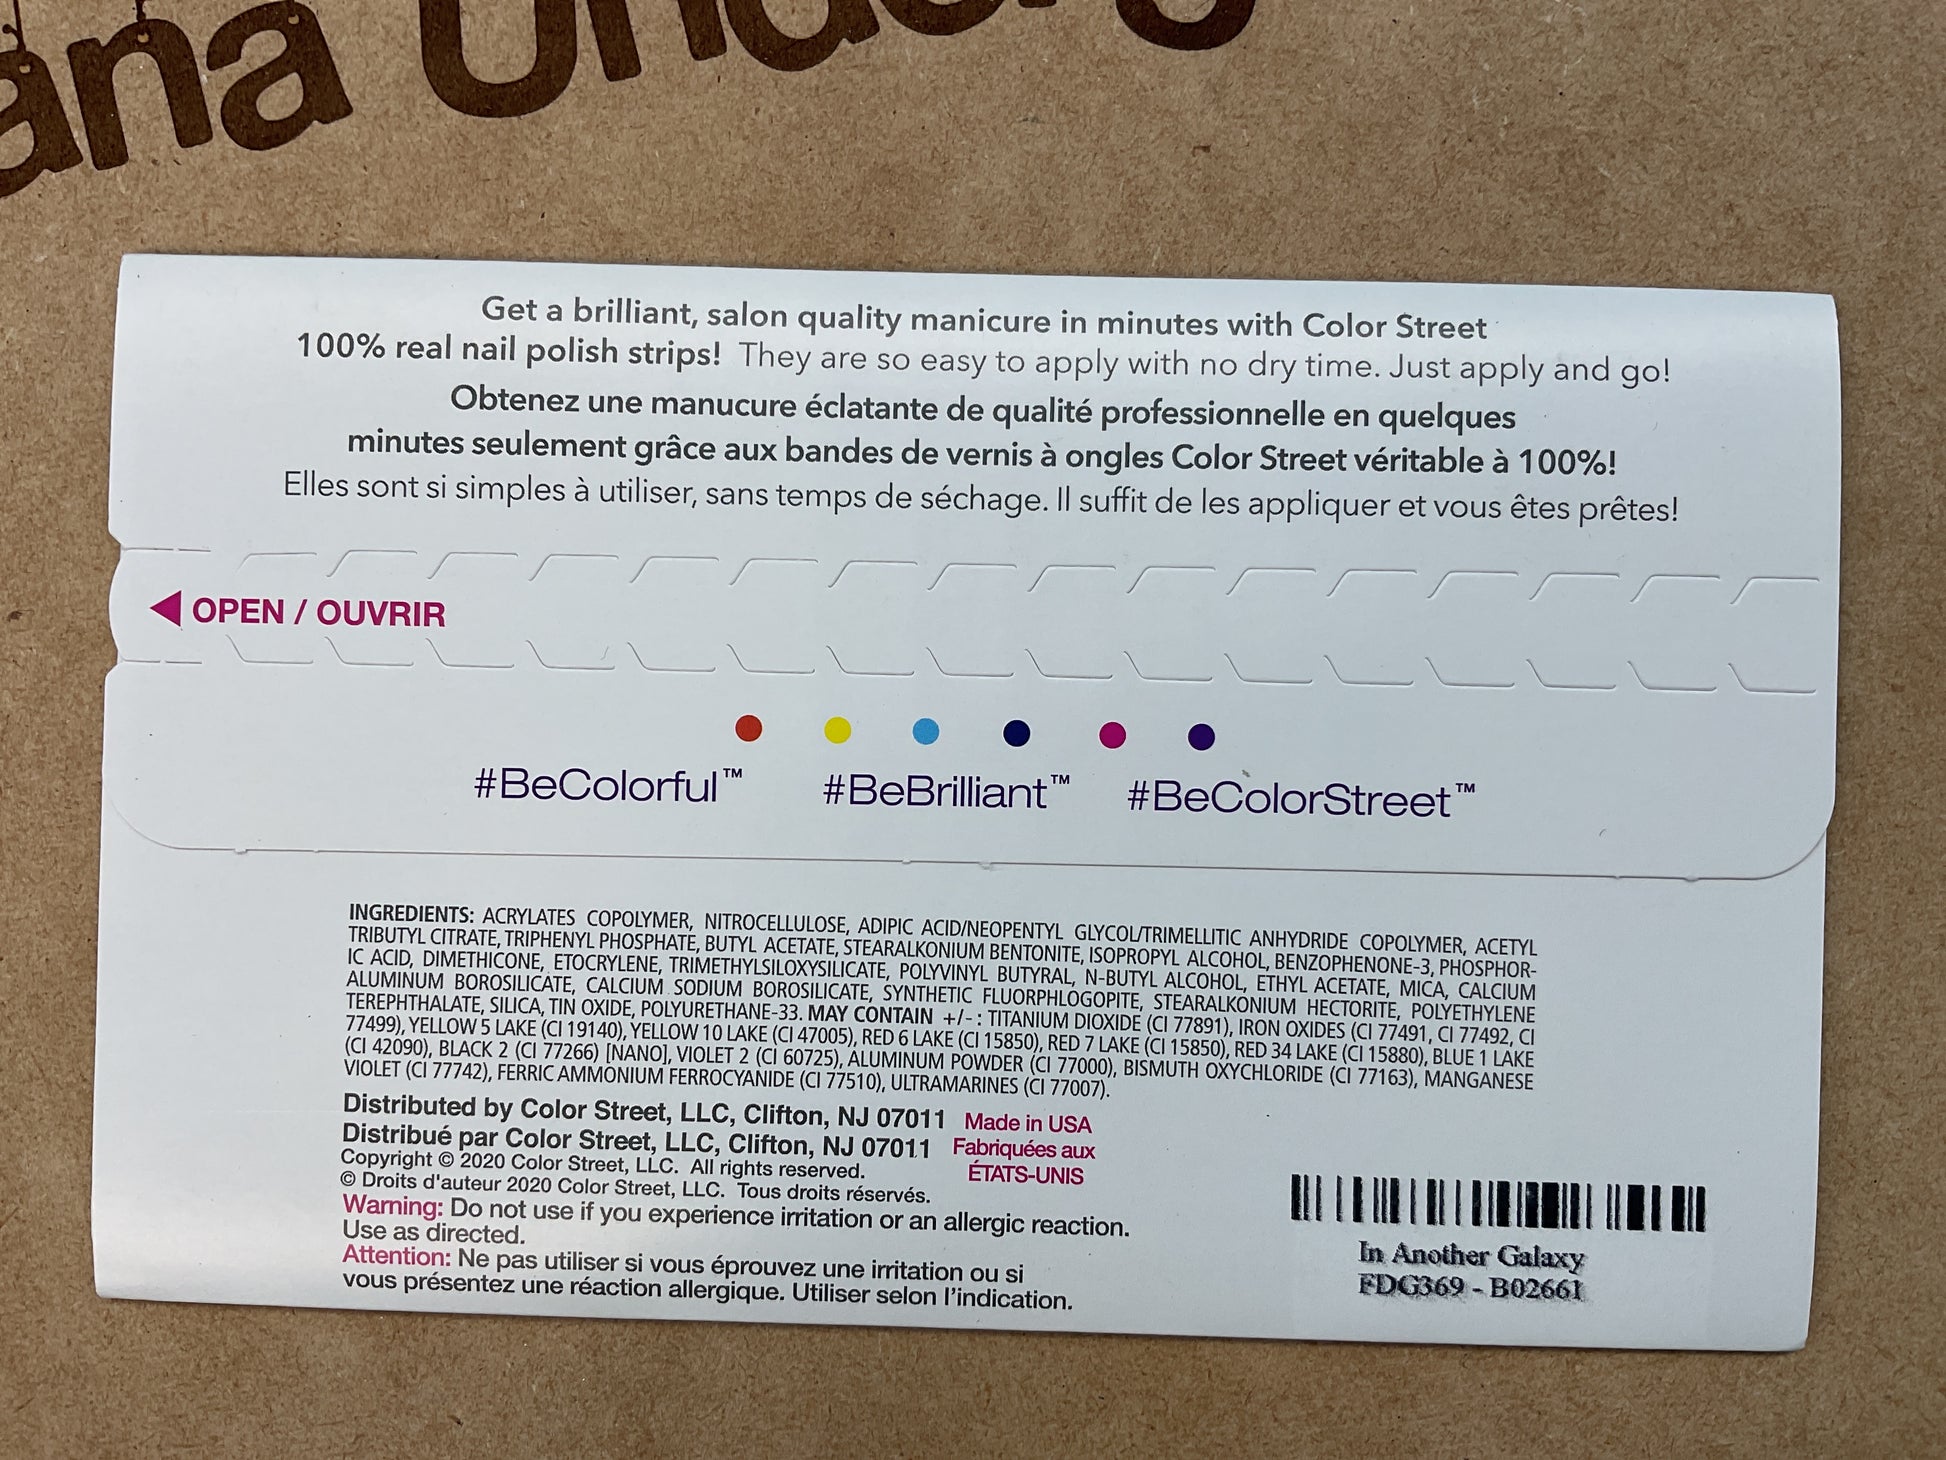 Get a brilliant, salon quality manicure in minutes with Color Street
100% real nail polish strips! They are so easy to apply with no dry time. Just apply and go!
Obtenez une manucure éclatante de qualité professionnelle en quelques
minutes seulement grâce aux bandes de vernis à ongles Color Street véritable à 100%!
Elles sont si simples à utiliser, sans temps de séchage. Il suffit de les appliquer et vous êtes prêtes!
OPEN / OUVRIR
#BeColorful™ #BeBrilliant™ #BeColorStreet™
INGREDIENTS: ACRYLATES COPOLYMER, NITROCELLULOSE, ADIPIC ACID/NEOPENTYL GLYCOL/TRIMELLITIC ANHYDRIDE COPOLYMER, ACETYL
TRIBUTYL CITRATE, TRIPHENYL PHOSPHATE, BUTYL ACETATE, STEARALKONIUM BENTONITE, ISOPROPYL ALCOHOL, BENZOPHENONE-3, PHOSPHOR-
IC ACID, DIMETHICONE, ETOCRYLENE, TRIMETHYLSILOXYSILICATE, POLYVINYL BUTYRAL, N-BUTYL ALCOHOL, ETHYL ACETATE, MICA, CALCIUM
ALUMINUM BOROSILICATE, CALCIUM SODIUM BOROSILICATE, SYNTHETIC FLUORPHLOGOPITE, STEARALKONIUM HECTORITE, POLYETHYLENE
TEREPHTHALATE, SILICA, TIN OXIDE, POLYURETHANE-33. MAY CONTAIN +/- : TITANIUM DIOXIDE (CI 77891), IRON OXIDES (CI 77491, CI 77492, CI
77499), YELLOW 5 LAKE (CI 19140), YELLOW 10 LAKE (CI 47005), RED 6 LAKE (CI 15850), RED 7 LAKE (CI 15850), RED 34 LAKE (CI 15880), BLUE 1 LAKE
(CI 42090), BLACK 2 (CI 77266) [NANO], VIOLET 2 (CI 60725), ALUMINUM POWDER (CI 77000), BISMUTH OXYCHLORIDE (CI 77163), MANGANESE
VIOLET (CI 77742), FERRIC AMMONIUM FERROCYANIDE (CI 77510), ULTRAMARINES (CI 77007).
Distributed by Color Street, LLC, Clifton, NJ 07011 Made in USA
Distribué par Color Street, LLC, Clifton, NJ 07011 Fabriquées aux
ÉTATS-UNIS
Copyright © 2020 Color Street, LLC. All rights reserved.
© Droits d'auteur 2020 Color Street, LLC. Tous droits réservés.
Warning: Do not use if you experience irritation or an allergic reaction.
Use as directed.
Attention: Ne pas utiliser si vous éprouvez une irritation ou si
vous présentez une réaction allergique. Utiliser selon l'indication.
In Another Galaxy
FDG369 - B02661